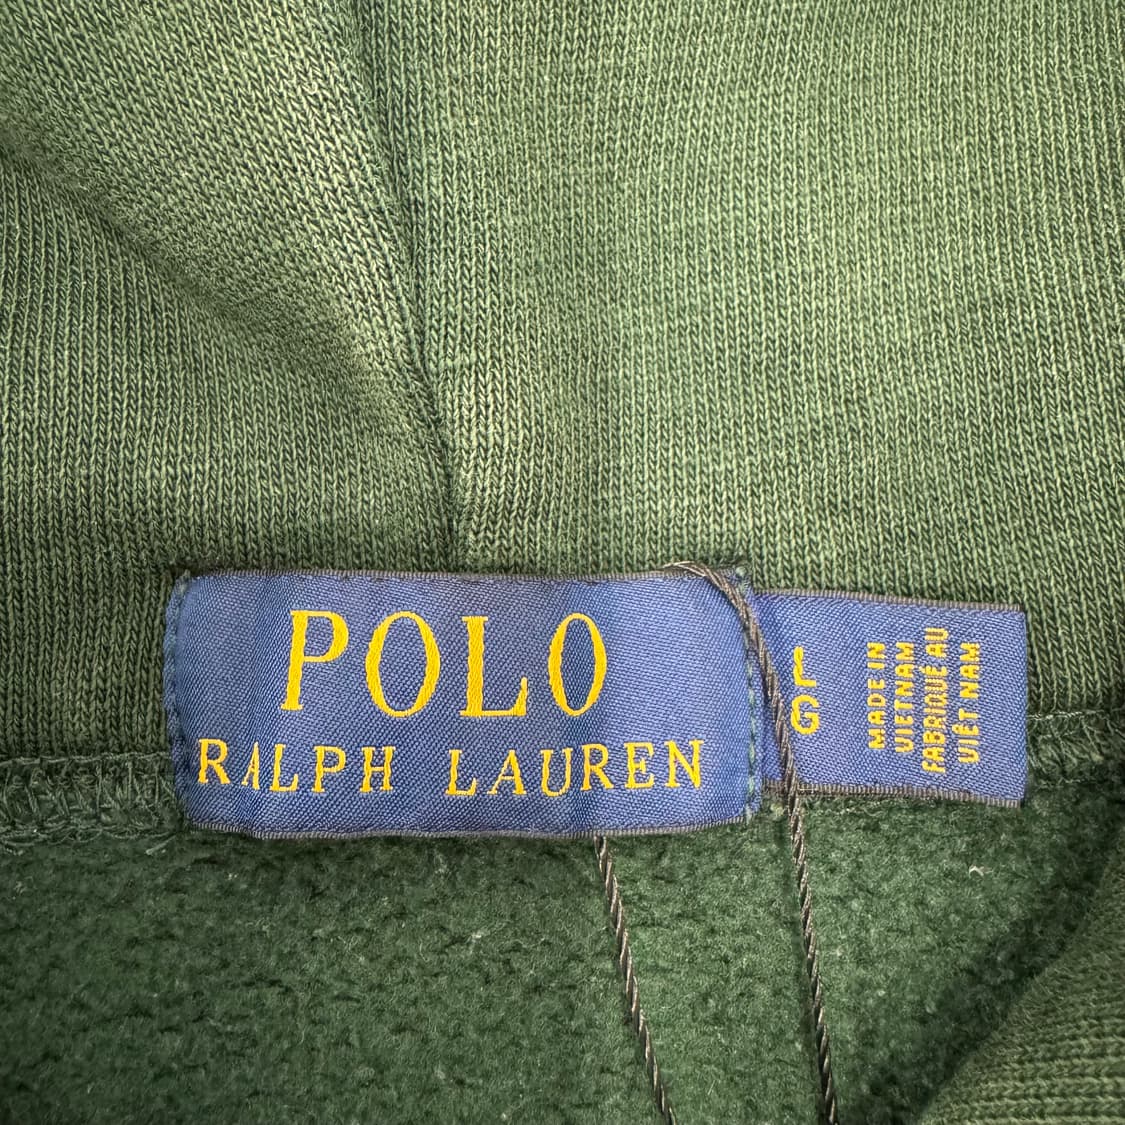 POLO
RALPH LAUREN
L
G
MADE IN
VIETNAM
FABRIQUÉ AU
VIÊT NAM